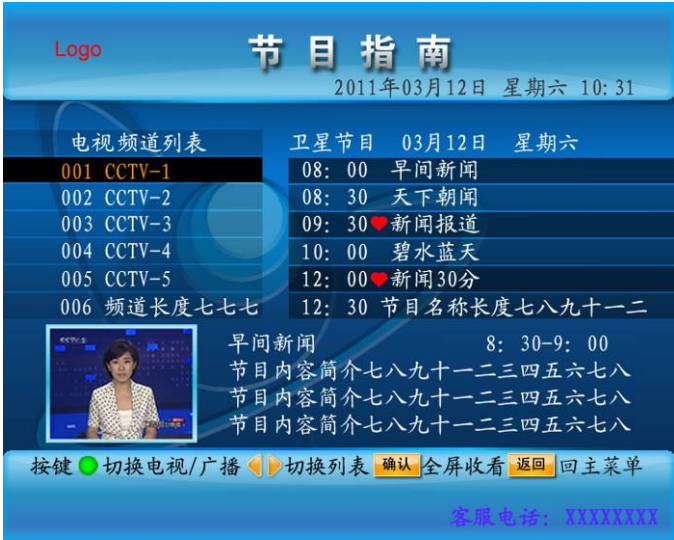 Logo
节目指南
2011年03月12日 星期六 10:31
电视频道列表
001 CCTV-1
002 CCTV-2
003 CCTV-3
004 CCTV-4
005 CCTV-5
006 频道长度七七七
卫星节目 03月12日 星期六
08: 00 早间新闻
08: 30 天下朝闻
09: 30 新闻报道
10: 00 碧水蓝天
12: 00 新闻30分
12: 30 节目名称长度七八九十一二
早间新闻 8: 30-9: 00
节目内容简介七八九十一二三四五六七八
节目内容简介七八九十一二三四五六七八
节目内容简介七八九十一二三四五六七八
按键 切换电视/广播 切换列表 确认 全屏收看 返回 回主菜单
客服电话: XXXXXXXX